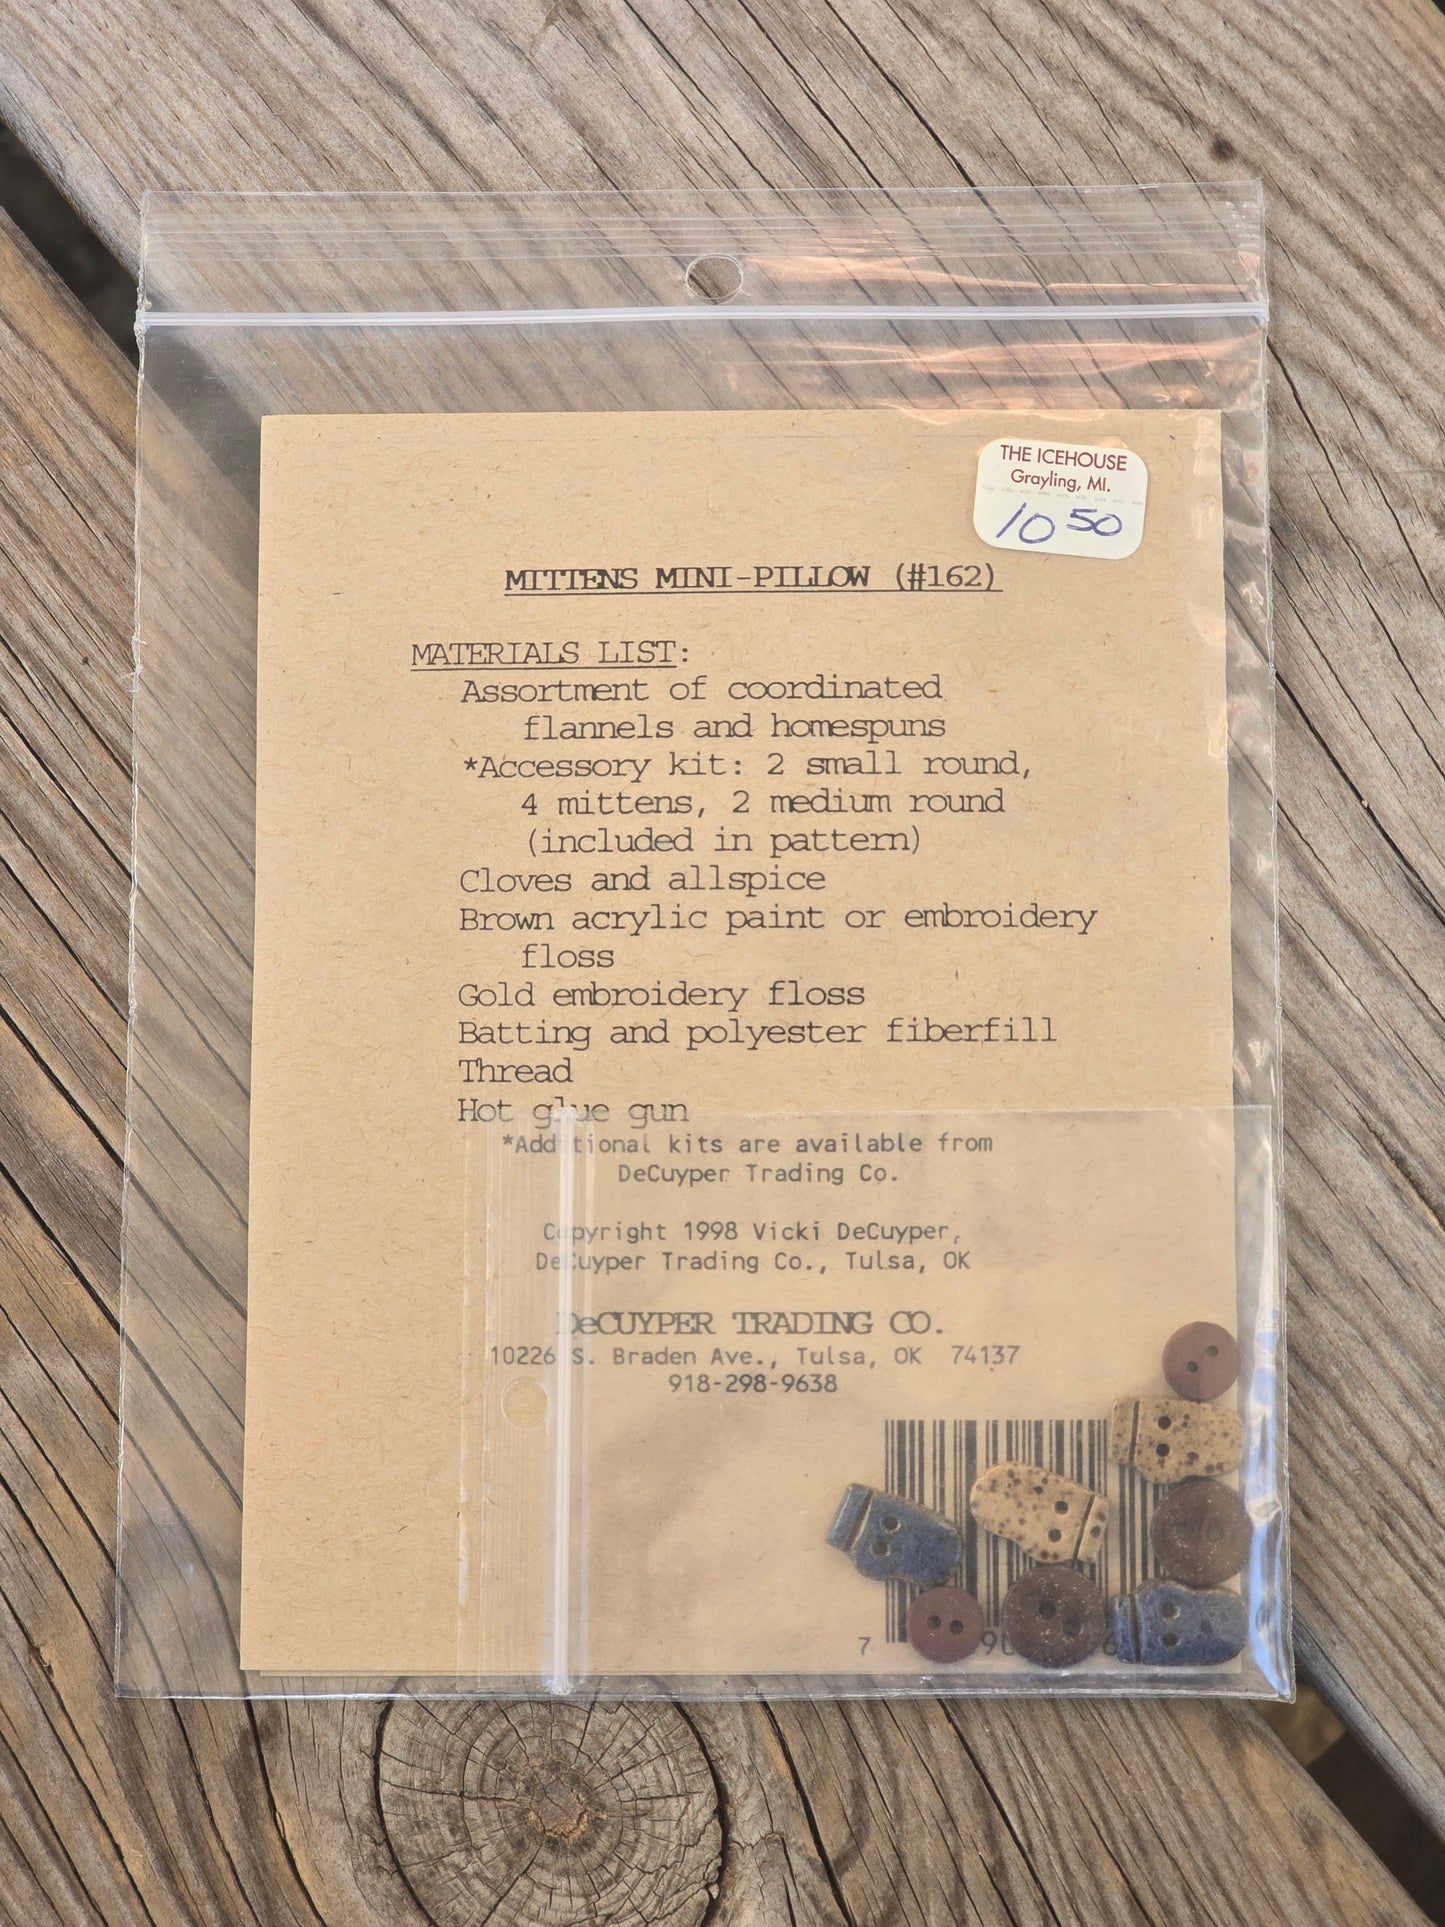 THE ICEHOUSE
Grayling, MI.
10 50
MITTENS MINI-PILLOW (#162)
MATERIALS LIST:
Assortment of coordinated
flannels and homespuns
*Accessory kit: 2 small round,
4 mittens, 2 medium round
(included in pattern)
Cloves and allspice
Brown acrylic paint or embroidery
floss
Gold embroidery floss
Batting and polyester fiberfill
Thread
Hot glue gun
*Additional kits are available from
DeCuyper Trading Co.
Copyright 1998 Vicki DeCuyper,
DeCuyper Trading Co., Tulsa, OK
DeCUYPER TRADING CO.
10226 S. Braden Ave., Tulsa, OK 74137
918-298-9638
7